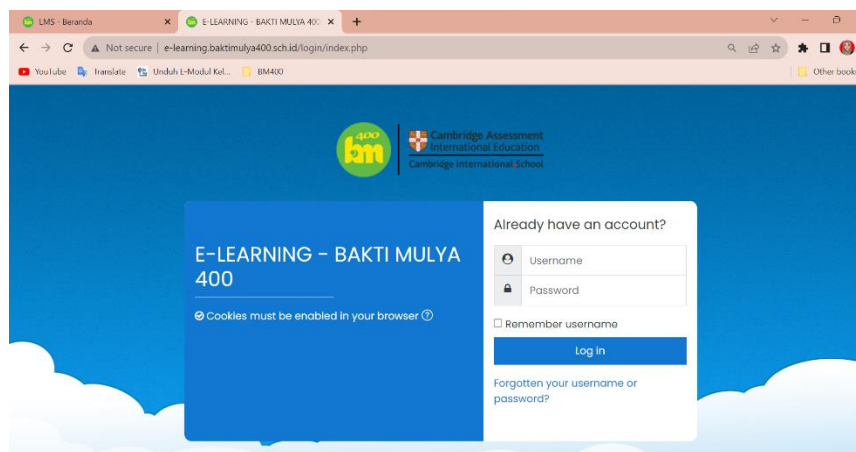 LMS - Beranda
E-LEARNING - BAKTI MULYA 400
Not secure | e-learning.baktimulya400.sch.id/login/index.php
YouTube Translate Unduh E-Modul Kel... BM400 Other book
400
bm
Cambridge Assessment
International Education
Cambridge International School
E-LEARNING - BAKTI MULYA
400
Cookies must be enabled in your browser
Already have an account?
Username
Password
Remember username
Log in
Forgotten your username or
password?